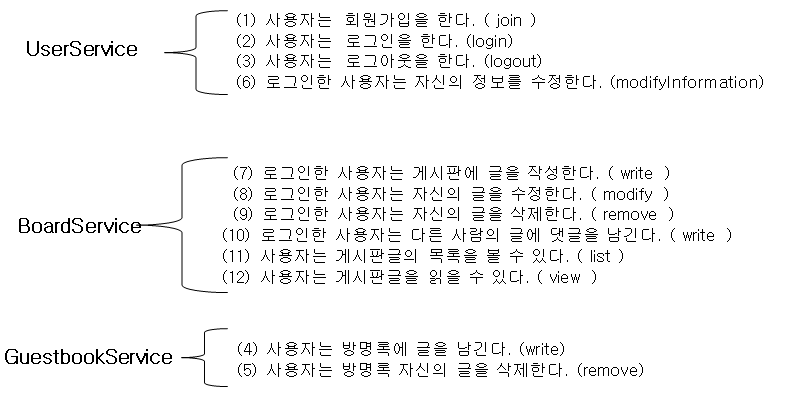 UserService
(1) 사용자는 회원가입을 한다. ( join )
(2) 사용자는 로그인을 한다. (login)
(3) 사용자는 로그아웃을 한다. (logout)
(6) 로그인한 사용자는 자신의 정보를 수정한다. (modifyInformation)
BoardService
(7) 로그인한 사용자는 게시판에 글을 작성한다. ( write )
(8) 로그인한 사용자는 자신의 글을 수정한다. ( modify )
(9) 로그인한 사용자는 자신의 글을 삭제한다. ( remove )
(10) 로그인한 사용자는 다른 사람의 글에 댓글을 남긴다. ( write )
(11) 사용자는 게시판글의 목록을 볼 수 있다. ( list )
(12) 사용자는 게시판글을 읽을 수 있다. ( view )
GuestbookService
(4) 사용자는 방명록에 글을 남긴다. (write)
(5) 사용자는 방명록 자신의 글을 삭제한다. (remove)